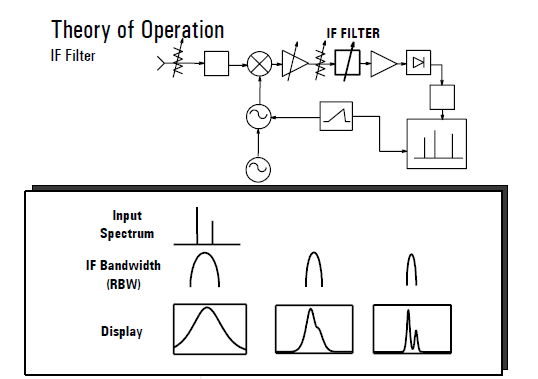 Theory of Operation
IF Filter
IF FILTER
Input
Spectrum
IF Bandwidth
(RBW)
Display